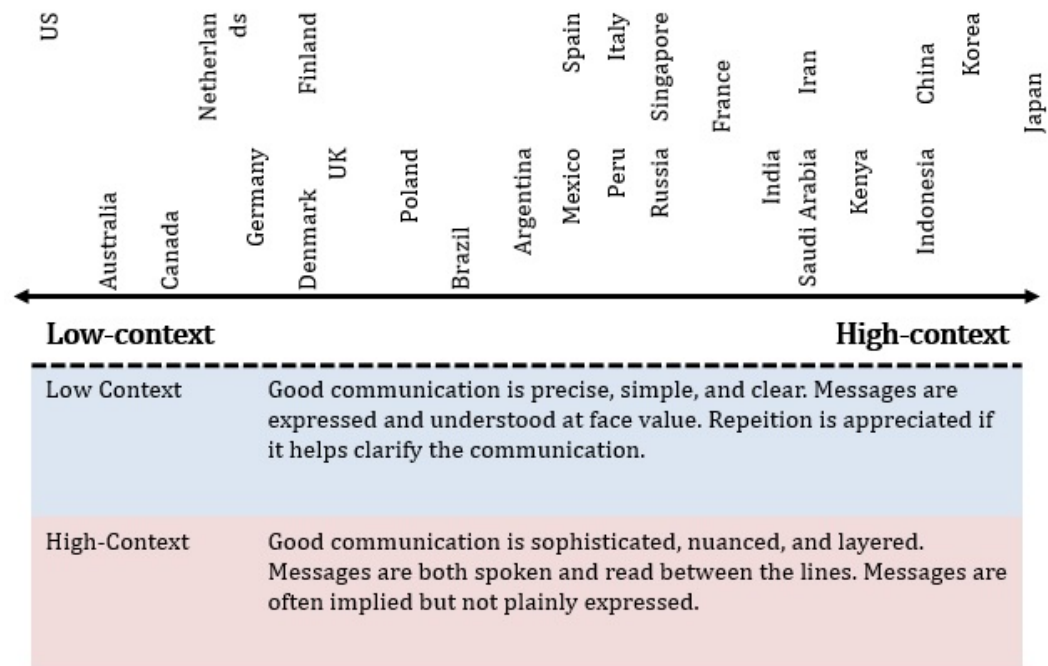 US
Netherlan
ds
Finland
Spain
Italy
Singapore
France
Iran
China
Korea
Japan
Australia
Canada
Germany
Denmark
UK
Poland
Brazil
Argentina
Mexico
Peru
Russia
India
Saudi Arabia
Kenya
Indonesia
Low-context
High-context
Low Context
Good communication is precise, simple, and clear. Messages are
expressed and understood at face value. Repeition is appreciated if
it helps clarify the communication.
High-Context
Good communication is sophisticated, nuanced, and layered.
Messages are both spoken and read between the lines. Messages are
often implied but not plainly expressed.